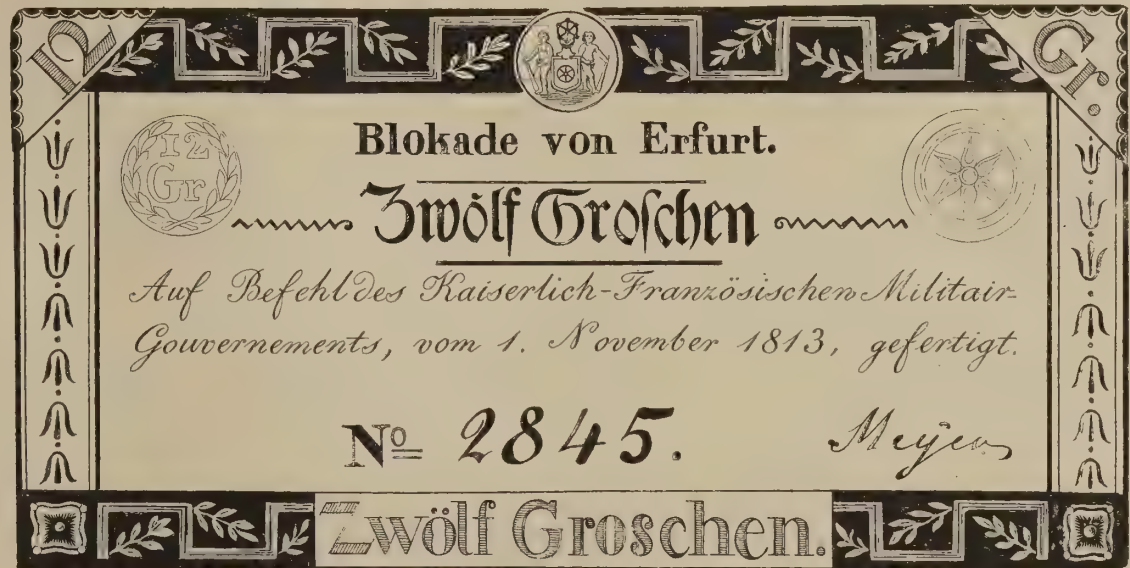 12
Gr.
Blokade von Erfurt.
12
Gr.
Zwölf Groſchen
Auf Befehl des Kaiserlich-Französischen Militair-
Gouvernements, vom 1. November 1813, gefertigt.
No 2845.
Meyer
Zwölf Groschen.